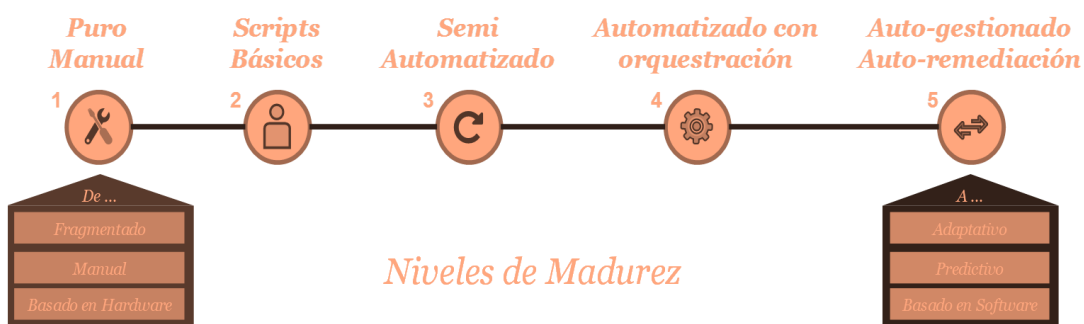 Puro
Manual
Scripts
Básicos
Semi
Automatizado
Automatizado con
orquestración
Auto-gestionado
Auto-remediación
1
2
3
4
5
De ...
Fragmentado
Manual
Basado en Hardware
Niveles de Madurez
A ...
Adaptativo
Predictivo
Basado en Software